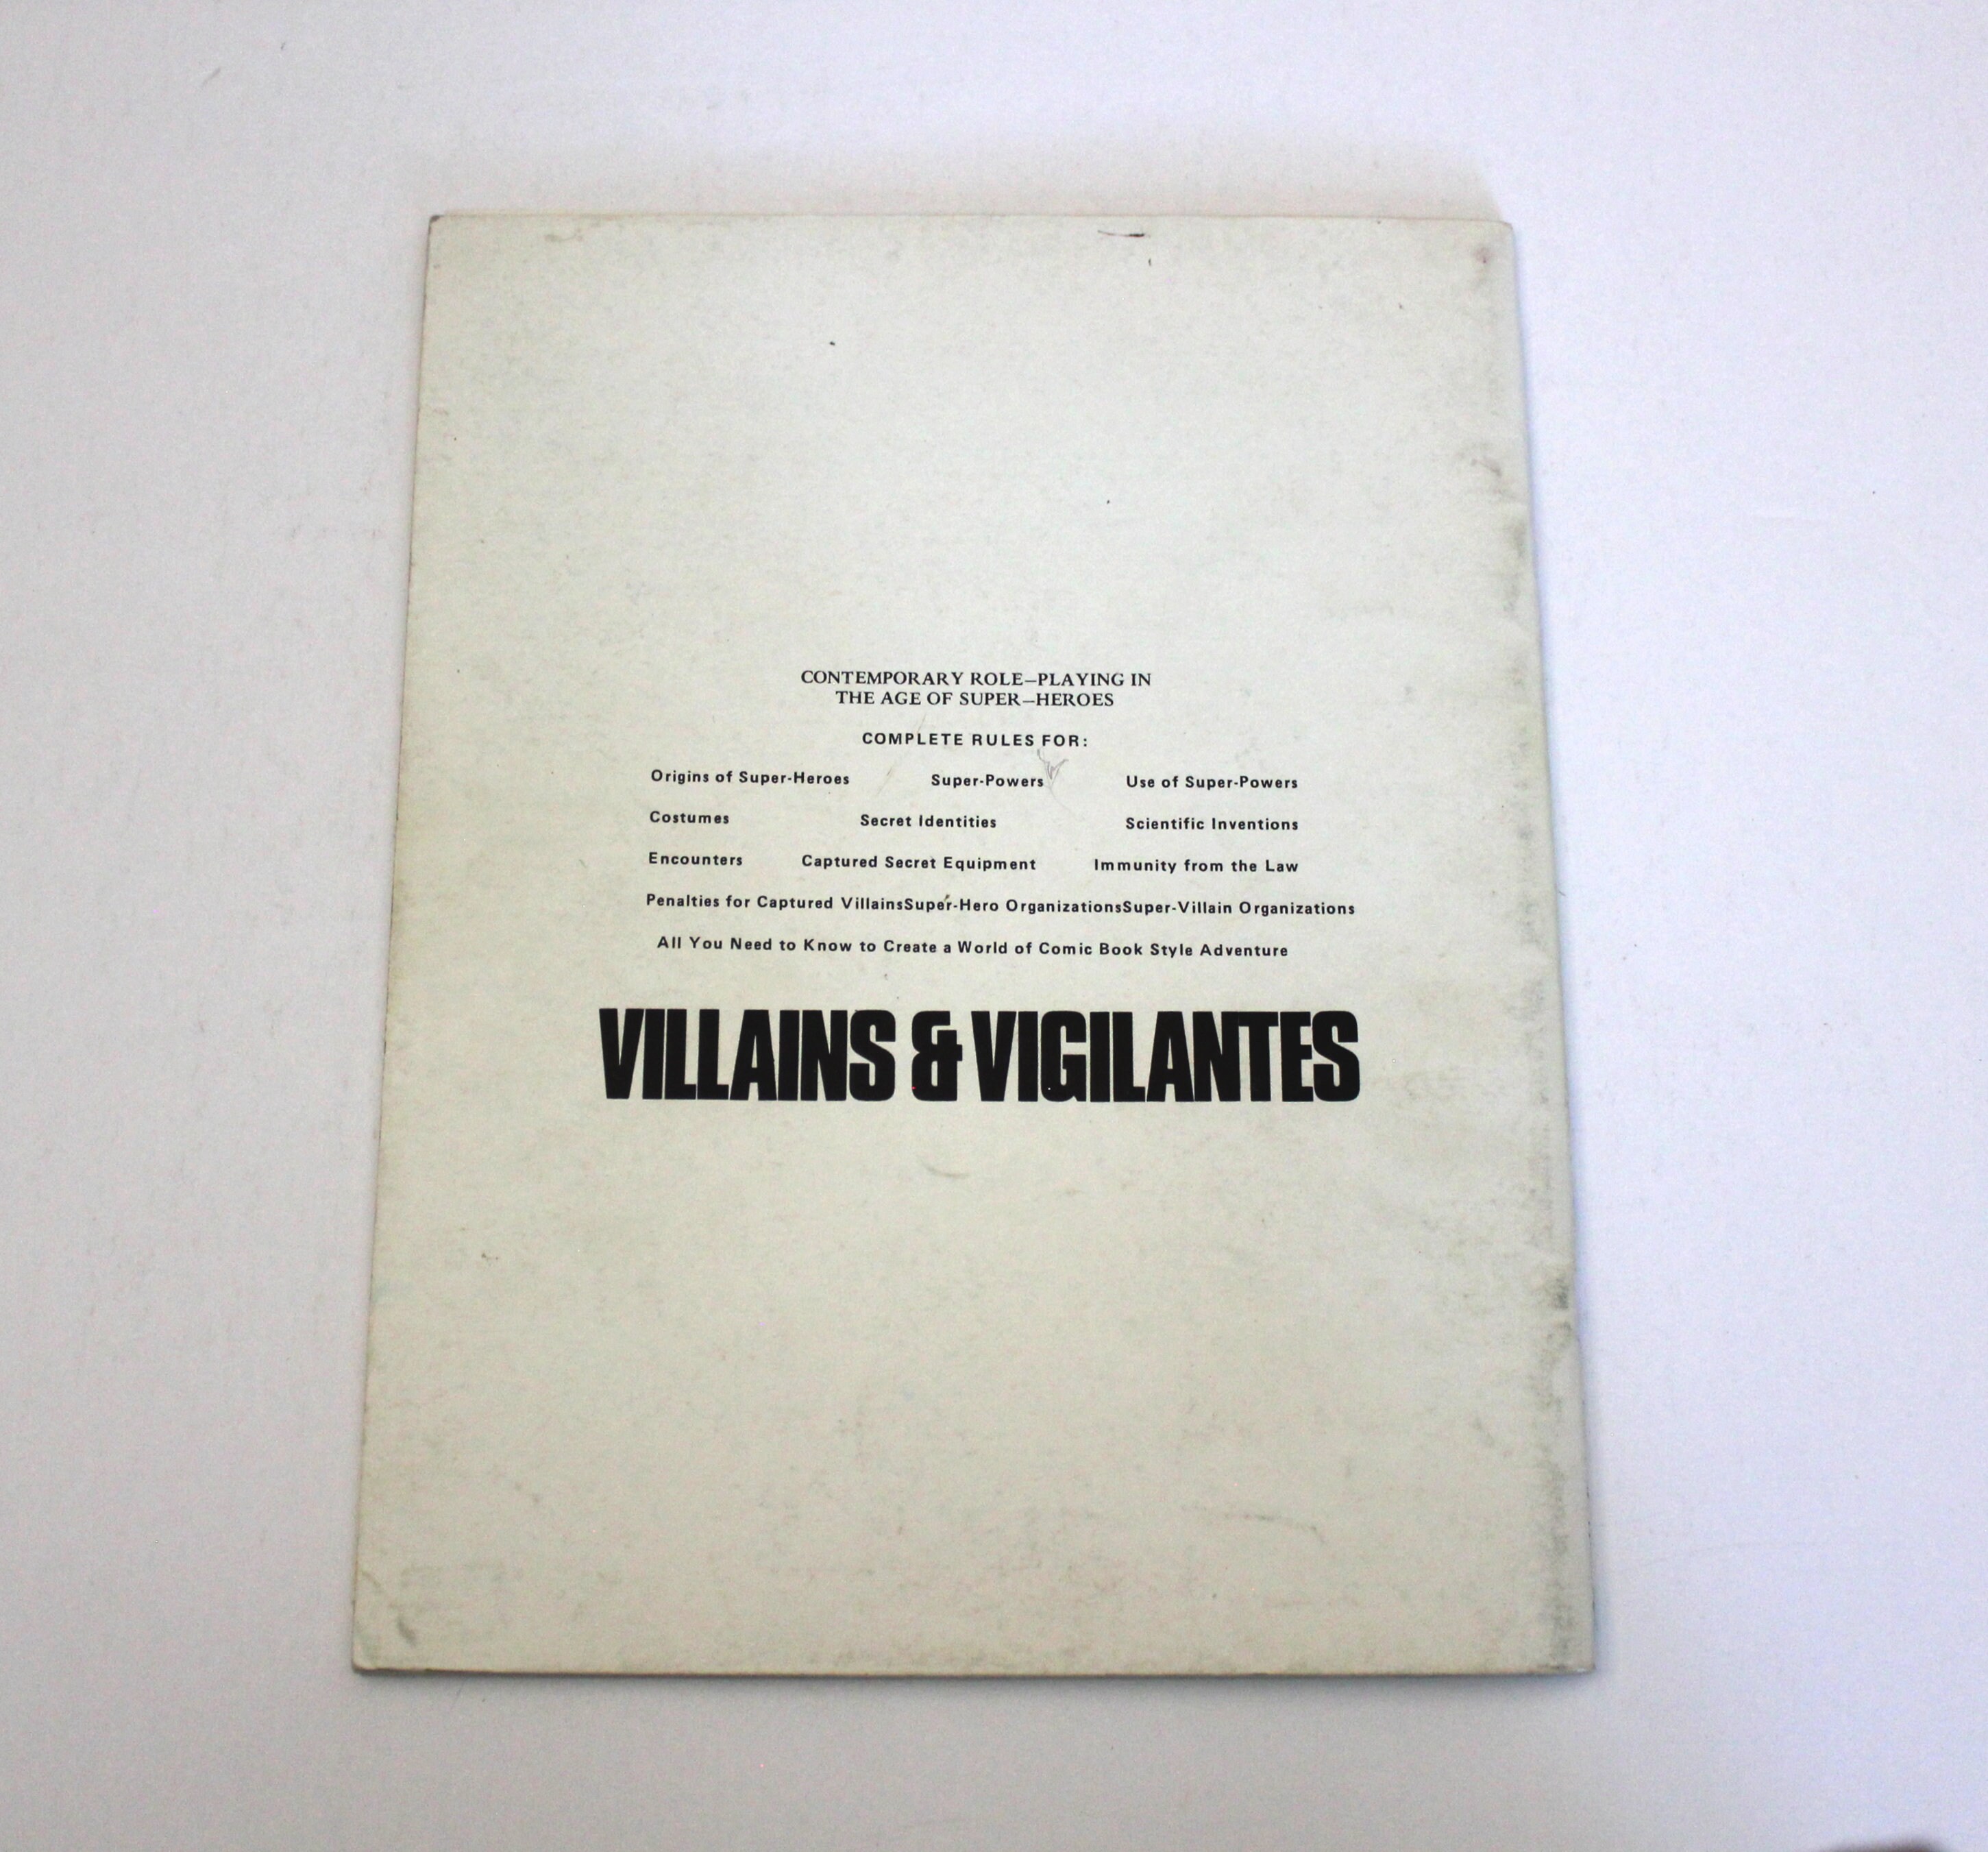 CONTEMPORARY ROLE—PLAYING IN
THE AGE OF SUPER—HEROES
COMPLETE RULES FOR:
Origins of Super-Heroes Super-Powers Use of Super-Powers
Costumes Secret Identities Scientific Inventions
Encounters Captured Secret Equipment Immunity from the Law
Penalties for Captured VillainsSuper-Hero OrganizationsSuper-Villain Organizations
All You Need to Know to Create a World of Comic Book Style Adventure
VILLAINS & VIGILANTES